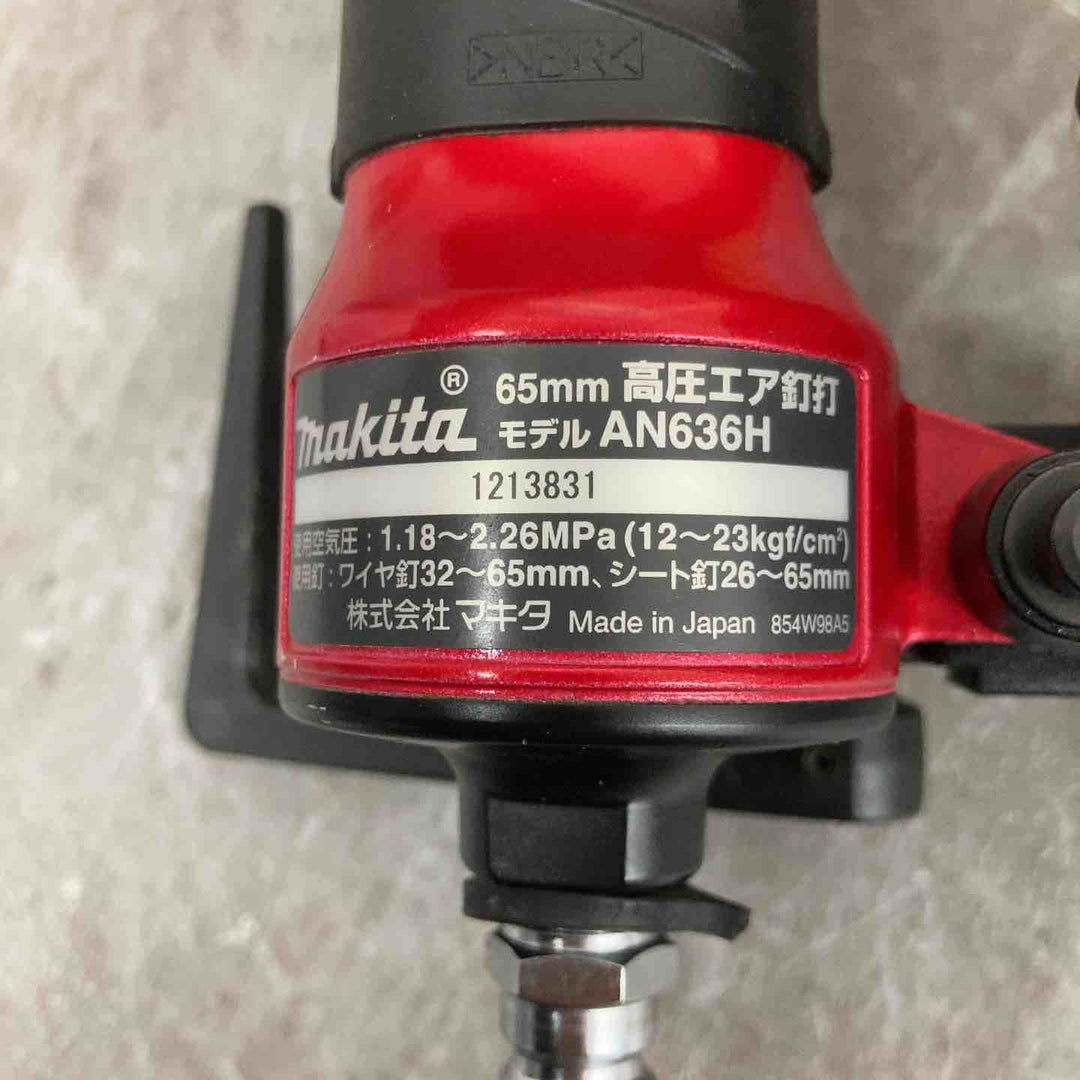 >NBR<
makita® 65mm 高圧エア釘打
モデル AN636H
1213831
使用空気圧：1.18～2.26MPa (12～23kgf/cm²)
使用釘：ワイヤ釘32～65mm、シート釘26～65mm
株式会社 マキタ Made in Japan 854W98A5